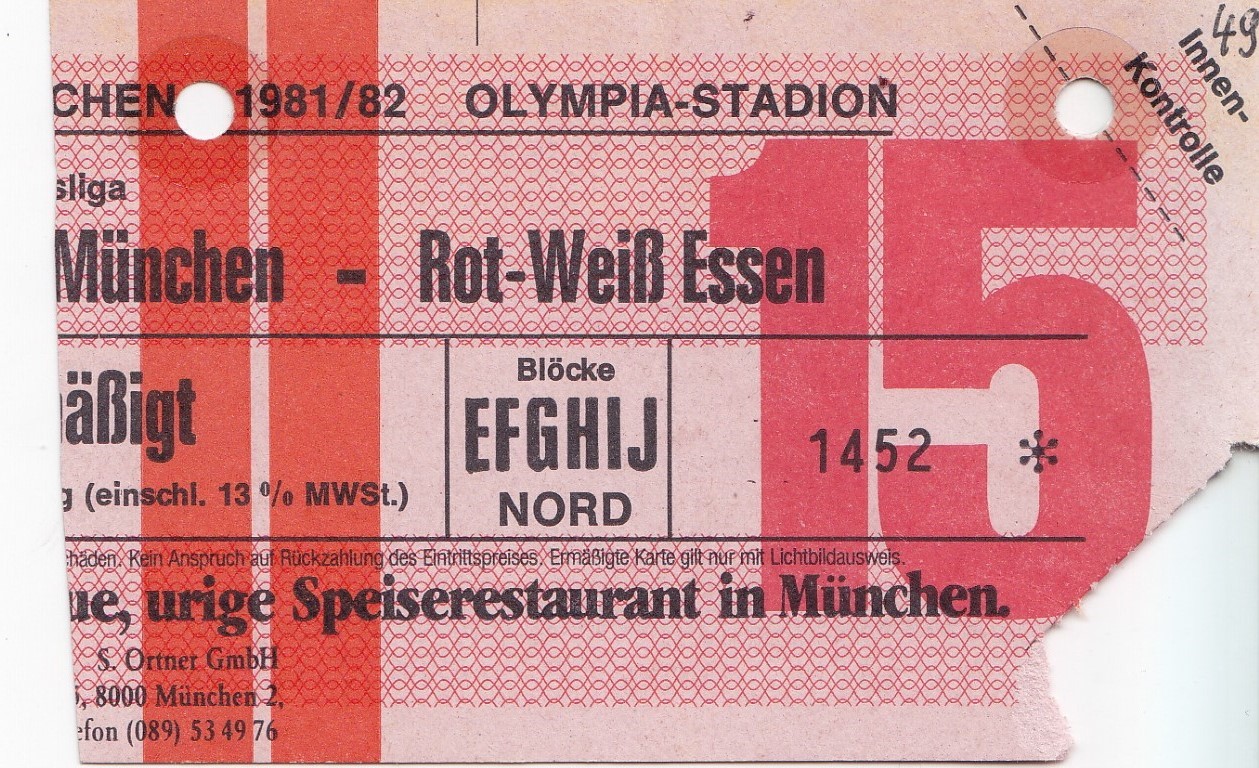 49
Innen-
Kontrolle
CHEN 1981/82 OLYMPIA-STADION
sliga
München - Rot-Weiß Essen
15
äßigt
Blöcke
EFGHIJ
NORD
1452 *
g (einschl. 13 % MWSt.)
häden. Kein Anspruch auf Rückzahlung des Eintrittspreises. Ermäßigte Karte gilt nur mit Lichtbildausweis.
ue, urige Speiserestaurant in München.
S. Ortner GmbH
, 8000 München 2,
efon (089) 53 49 76